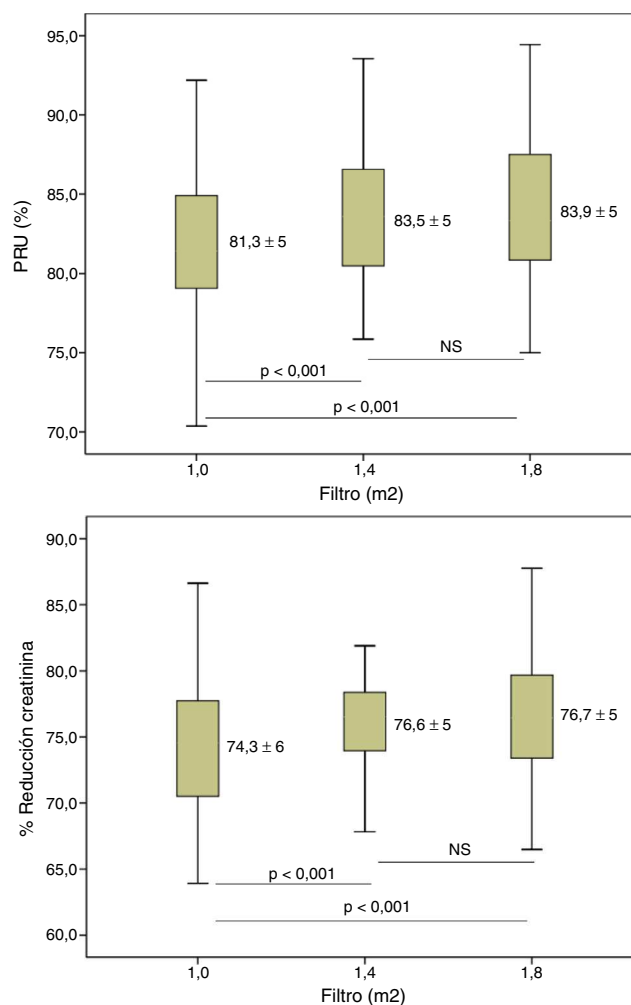 95,0
90,0
85,0
80,0
75,0
70,0
PRU (%)
81,3 ± 5
83,5 ± 5
83,9 ± 5
NS
p < 0,001
p < 0,001
1,0
1,4
1,8
Filtro (m2)
90,0
85,0
80,0
75,0
70,0
65,0
60,0
% Reducción creatinina
74,3 ± 6
76,6 ± 5
76,7 ± 5
NS
p < 0,001
p < 0,001
1,0
1,4
1,8
Filtro (m2)